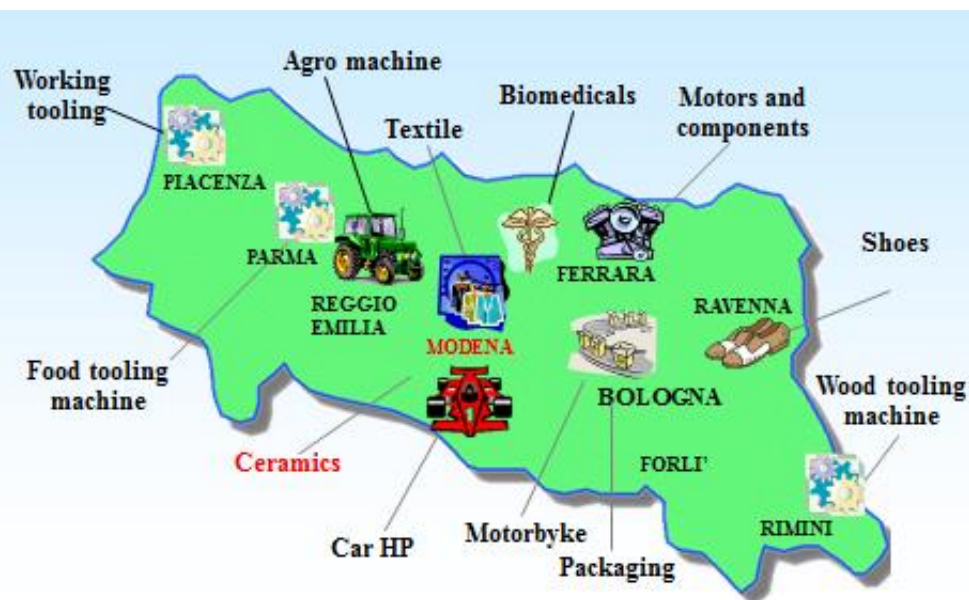 Agro machine
Working
tooling
Biomedicals
Motors and
components
Textile
PIACENZA
Shoes
PARMA
FERRARA
REGGIO
EMILIA
RAVENNA
MODENA
Food tooling
machine
BOLOGNA
Wood tooling
machine
Ceramics
FORLI'
RIMINI
Car HP
Motorbyke
Packaging